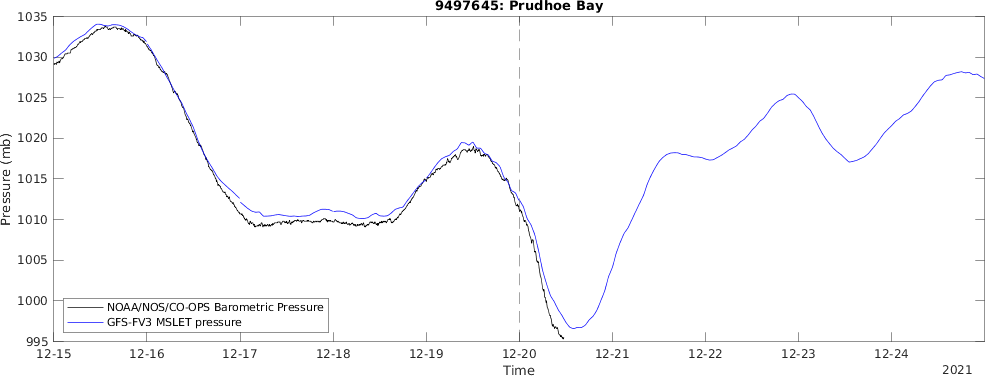 9497645: Prudhoe Bay
1035
1030
1025
1020
1015
1010
1005
1000
995
Pressure (mb)
NOAA/NOS/CO-OPS Barometric Pressure
GFS-FV3 MSLET pressure
12-15 12-16 12-17 12-18 12-19 12-20 12-21 12-22 12-23 12-24
Time
2021